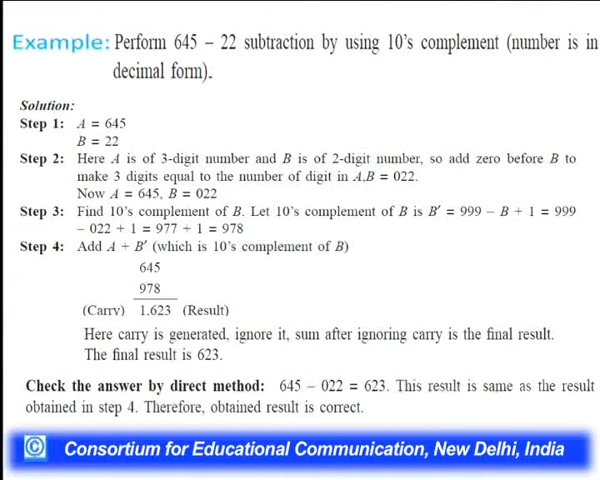 Example: Perform 645 – 22 subtraction by using 10's complement (number is in
decimal form).
Solution:
Step 1: A = 645
B = 22
Step 2: Here A is of 3-digit number and B is of 2-digit number, so add zero before B to
make 3 digits equal to the number of digit in A,B = 022.
Now A = 645, B = 022
Step 3: Find 10's complement of B. Let 10's complement of B is B' = 999 – B + 1 = 999
– 022 + 1 = 977 + 1 = 978
Step 4: Add A + B' (which is 10's complement of B)
645
978
(Carry) 1.623 (Result)
Here carry is generated, ignore it, sum after ignoring carry is the final result.
The final result is 623.
Check the answer by direct method: 645 – 022 = 623. This result is same as the result
obtained in step 4. Therefore, obtained result is correct.
© Consortium for Educational Communication, New Delhi, India